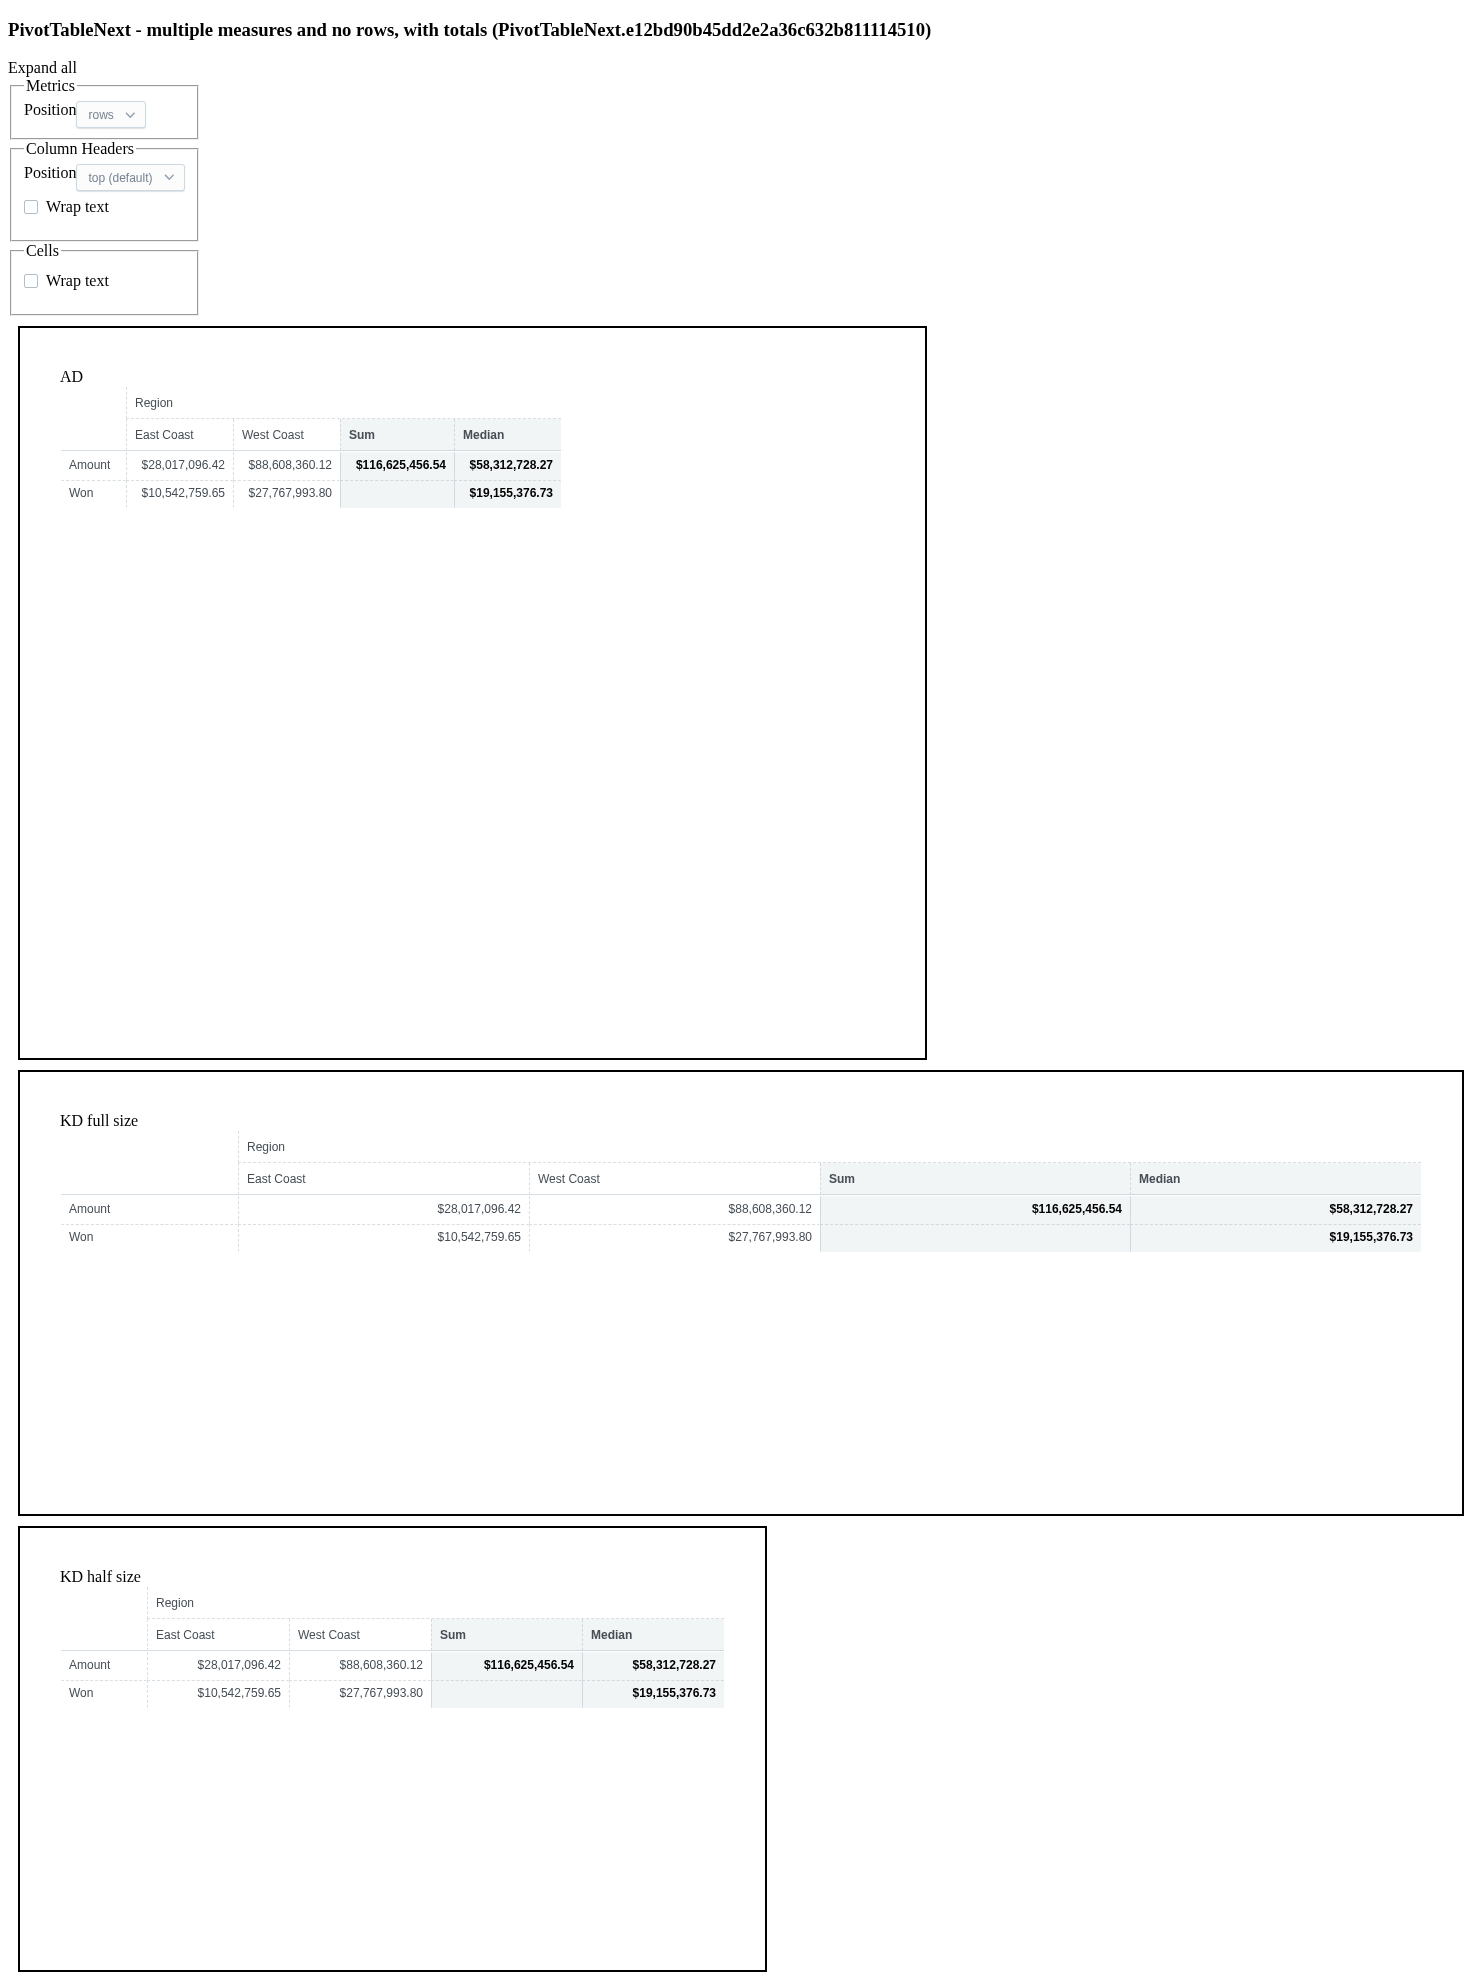 PivotTableNext - multiple measures and no rows, with totals (PivotTableNext.e12bd90b45dd2e2a36c632b811114510)
Expand all
Metrics
Position rows
Column Headers
Position top (default)
Wrap text
Cells
Wrap text
AD
Region
East Coast West Coast Sum Median
Amount $28,017,096.42 $88,608,360.12 $116,625,456.54 $58,312,728.27
Won $10,542,759.65 $27,767,993.80 $19,155,376.73
KD full size
Region
East Coast West Coast Sum Median
Amount $28,017,096.42 $88,608,360.12 $116,625,456.54 $58,312,728.27
Won $10,542,759.65 $27,767,993.80 $19,155,376.73
KD half size
Region
East Coast West Coast Sum Median
Amount $28,017,096.42 $88,608,360.12 $116,625,456.54 $58,312,728.27
Won $10,542,759.65 $27,767,993.80 $19,155,376.73